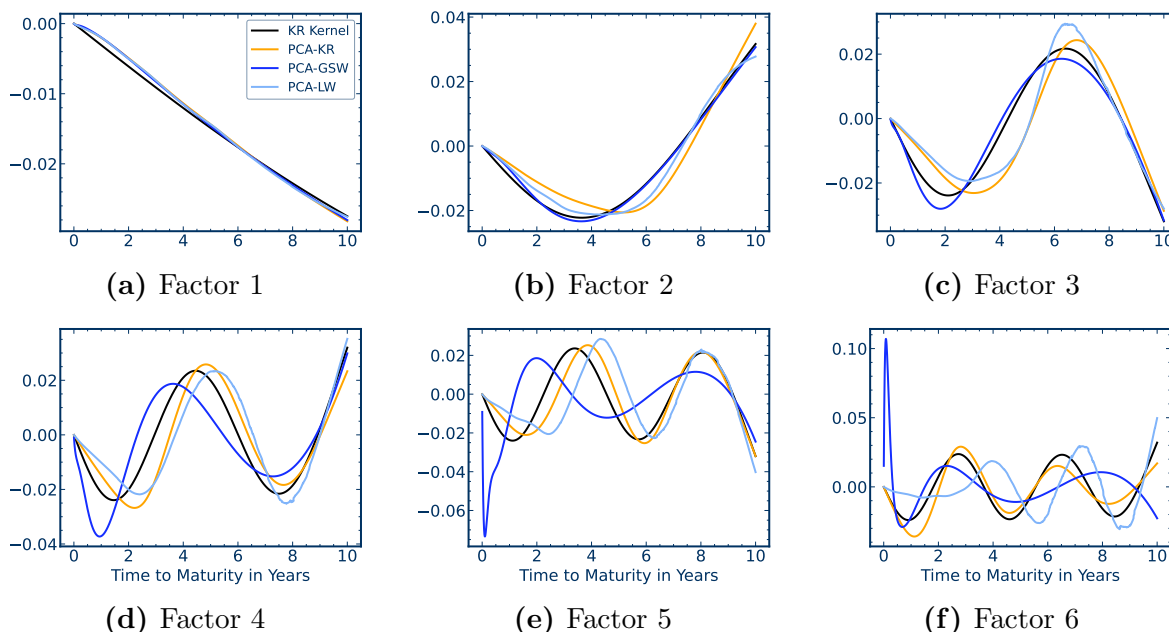 0.00
−0.01
−0.02
0 2 4 6 8 10
KR Kernel
PCA-KR
PCA-GSW
PCA-LW
(a) Factor 1
0.04
0.02
0.00
−0.02
0 2 4 6 8 10
(b) Factor 2
0.02
0.00
−0.02
0 2 4 6 8 10
(c) Factor 3
0.02
0.00
−0.02
−0.04
0 2 4 6 8 10
Time to Maturity in Years
(d) Factor 4
0.02
0.00
−0.02
−0.04
−0.06
0 2 4 6 8 10
Time to Maturity in Years
(e) Factor 5
0.10
0.05
0.00
0 2 4 6 8 10
Time to Maturity in Years
(f) Factor 6